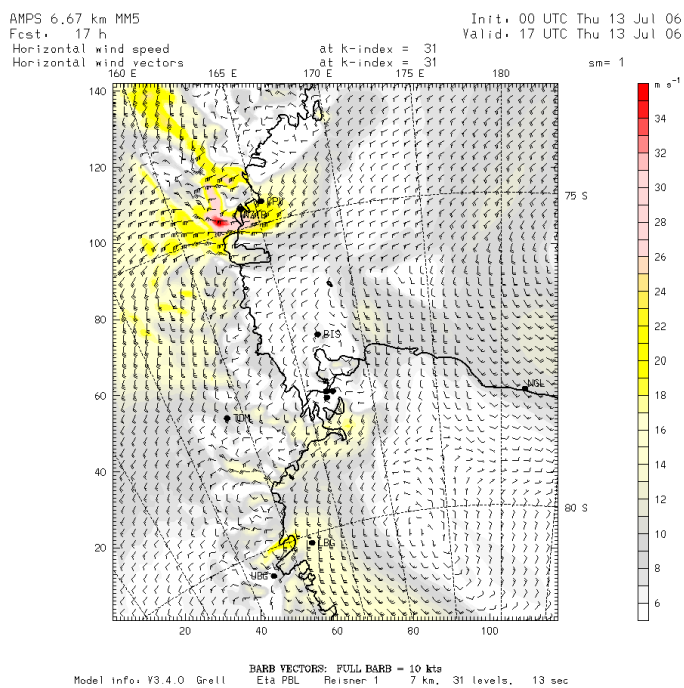 AMPS 6.67 km MM5 Init: 00 UTC Thu 13 Jul 06
Fcst: 17 h Valid: 17 UTC Thu 13 Jul 06
Horizontal wind speed at k-index = 31
Horizontal wind vectors at k-index = 31 sm= 1
160 E 165 E 170 E 175 E 180
m s⁻¹
140
34
32
120
30
75 S
28
100
26
24
80
BIS
22
20
NGL
60
18
TDM
16
40
14
80 S
12
20
LBG
10
UBG
8
6
20 40 60 80 100
BARB VECTORS: FULL BARB = 10 kts
Model info: V3.4.0 Grell Eta PBL Reisner 1 7 km, 31 levels, 13 sec